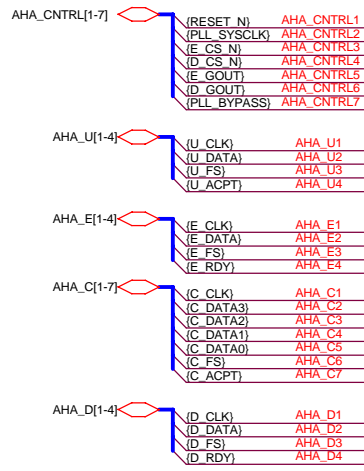 AHA_CNTRL[1-7]
{RESET_N} AHA_CNTRL1
{PLL_SYSCLK} AHA_CNTRL2
{E_CS_N} AHA_CNTRL3
{D_CS_N} AHA_CNTRL4
{E_GOUT} AHA_CNTRL5
{D_GOUT} AHA_CNTRL6
{PLL_BYPASS} AHA_CNTRL7
AHA_U[1-4]
{U_CLK} AHA_U1
{U_DATA} AHA_U2
{U_FS} AHA_U3
{U_ACPT} AHA_U4
AHA_E[1-4]
{E_CLK} AHA_E1
{E_DATA} AHA_E2
{E_FS} AHA_E3
{E_RDY} AHA_E4
AHA_C[1-7]
{C_CLK} AHA_C1
{C_DATA3} AHA_C2
{C_DATA2} AHA_C3
{C_DATA1} AHA_C4
{C_DATA0} AHA_C5
{C_FS} AHA_C6
{C_ACPT} AHA_C7
AHA_D[1-4]
{D_CLK} AHA_D1
{D_DATA} AHA_D2
{D_FS} AHA_D3
{D_RDY} AHA_D4